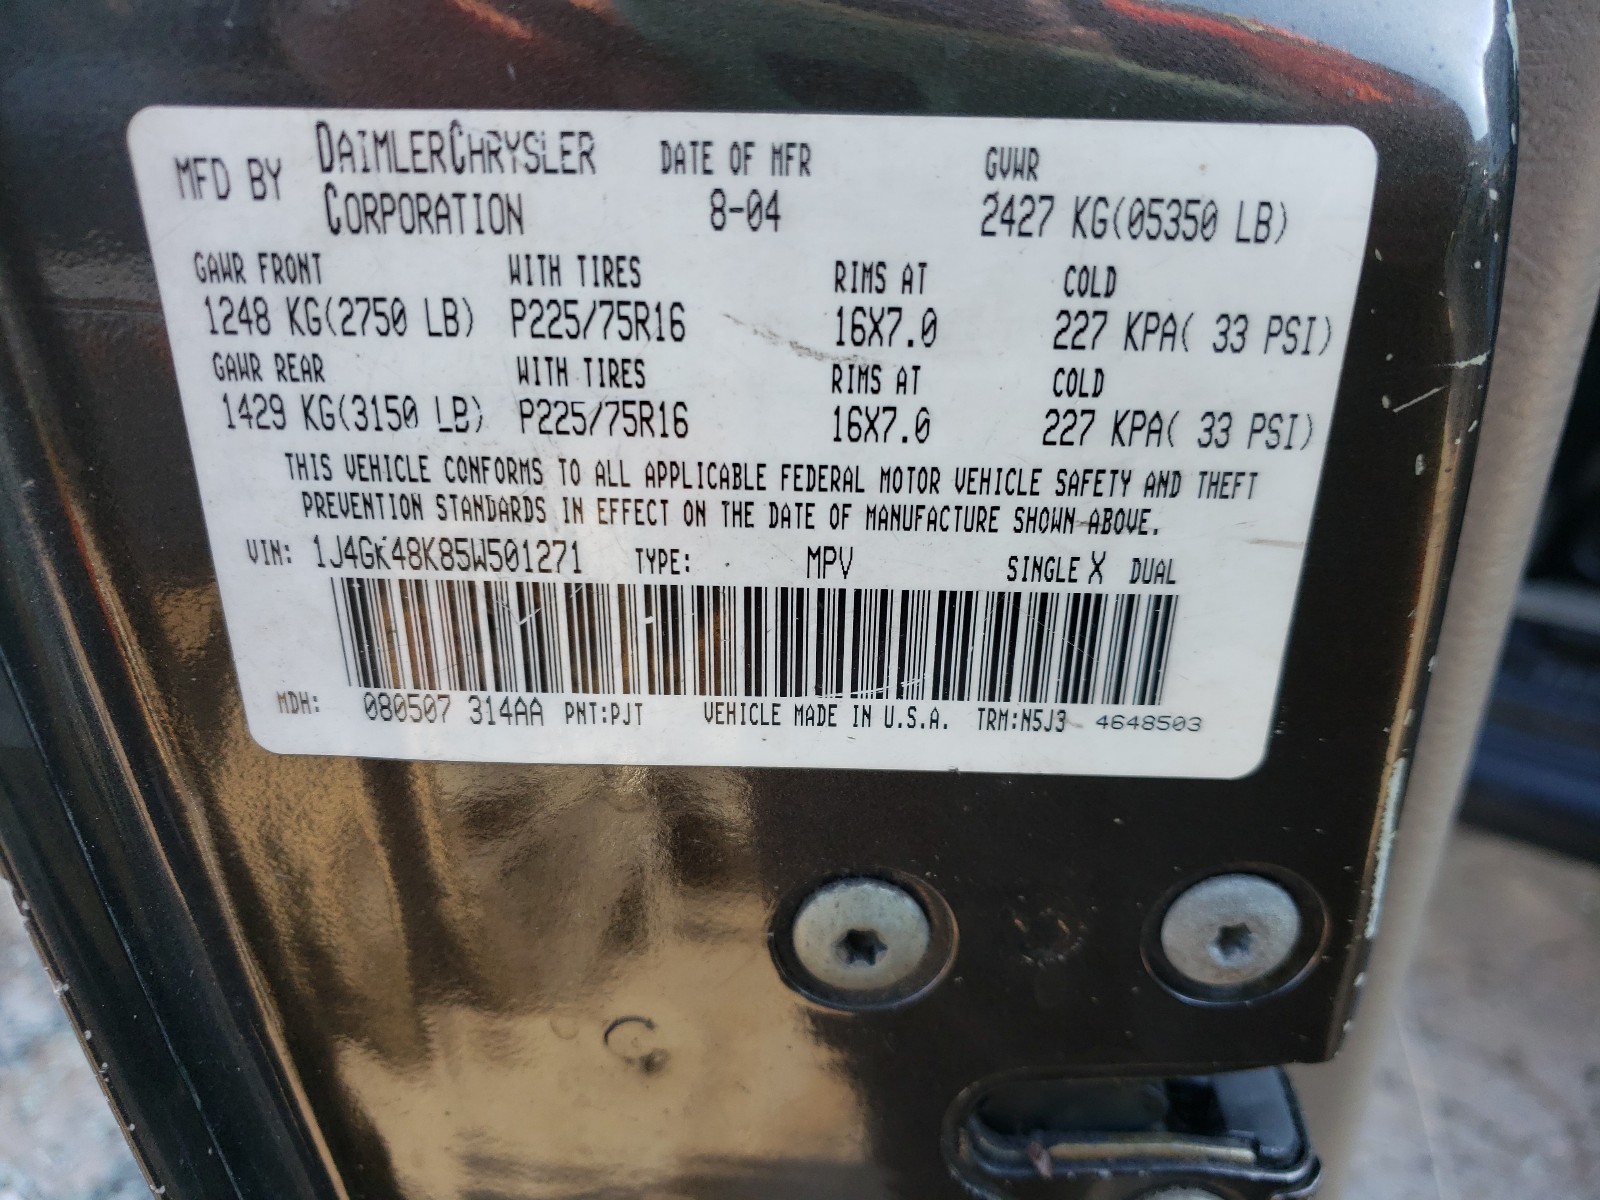 MFD BY DAIMLERCHRYSLER CORPORATION DATE OF MFR 8-04 GVWR 2427 KG(05350 LB)
GAWR FRONT WITH TIRES RIMS AT COLD
1248 KG(2750 LB) P225/75R16 16X7.0 227 KPA( 33 PSI)
GAWR REAR WITH TIRES RIMS AT COLD
1429 KG(3150 LB) P225/75R16 16X7.0 227 KPA( 33 PSI)
THIS VEHICLE CONFORMS TO ALL APPLICABLE FEDERAL MOTOR VEHICLE SAFETY AND THEFT
PREVENTION STANDARDS IN EFFECT ON THE DATE OF MANUFACTURE SHOWN ABOVE.
VIN: 1J4GK48K85W501271 TYPE: MPV SINGLE X DUAL
MDH: 080507 314AA PNT:PJT VEHICLE MADE IN U.S.A. TRM:N5J3 4648503